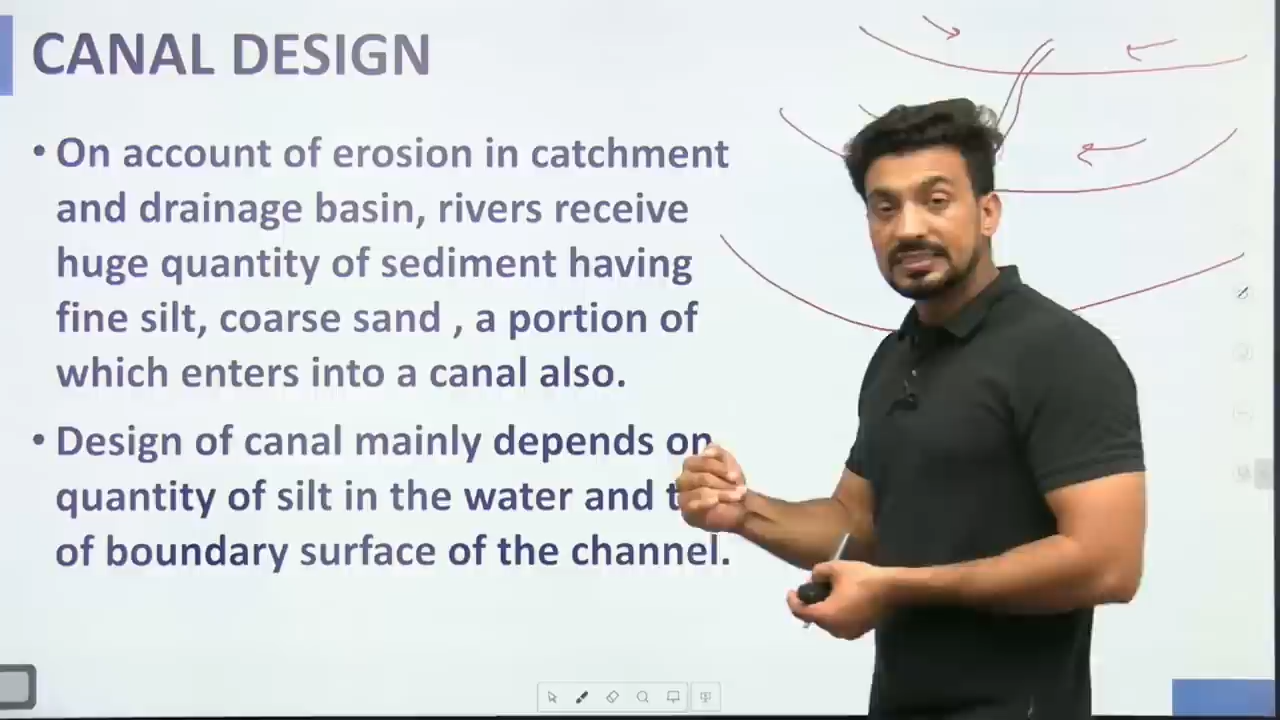 CANAL DESIGN
• On account of erosion in catchment
and drainage basin, rivers receive
huge quantity of sediment having
fine silt, coarse sand , a portion of
which enters into a canal also.
• Design of canal mainly depends on
quantity of silt in the water and
of boundary surface of the channel.